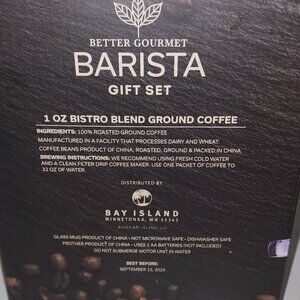 BETTER GOURMET
BARISTA
GIFT SET
1 OZ BISTRO BLEND GROUND COFFEE
INGREDIENTS: 100% ROASTED GROUND COFFEE
MANUFACTURED IN A FACILITY THAT PROCESSES DAIRY AND WHEAT.
COFFEE BEANS PRODUCT OF CHINA, ROASTED, GROUND & PACKED IN CHINA
BREWING INSTRUCTIONS: WE RECOMMEND USING FRESH COLD WATER
AND A CLEAN FILTER DRIP COFFEE MAKER. USE ONE PACKET OF COFFEE TO
32 OZ OF WATER.
DISTRIBUTED BY
BAY ISLAND
MINNETONKA, MN 55343
©2023 BAY ISLAND, LLC
GLASS MUG PRODUCT OF CHINA • NOT MICROWAVE SAFE • DISHWASHER SAFE
FROTHER PRODUCT OF CHINA • USES 2 AA BATTERIES (NOT INCLUDED)
DO NOT SUBMERGE MOTOR UNIT IN WATER
BEST BEFORE:
SEPTEMBER 15, 2024